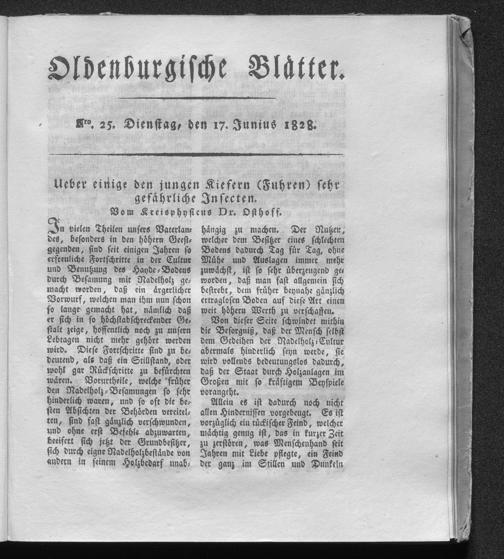 Oldenburgische Blätter.
Nro. 25. Dienstag, den 17. Junius 1828.
Ueber einige den jungen Kiefern (Fuhren) sehr
gefährliche Insecten.
Vom Kreisphysicus Dr. Osthoff.
In vielen Theilen unsers Vaterlan-
des, besonders in den höhern Geest-
gegenden, sind seit einigen Jahren so
erfreuliche Fortschritte in der Cultur
und Benutzung des Hayde-Bodens
durch Besamung mit Nadelholz ge-
macht worden, daß ein ärgerlicher
Vorwurf, welchen man ihm nun schon
so lange gemacht hat, nämlich daß
er sich in so höchstabschreckender Ge-
stalt zeige, hoffentlich noch zu unsern
Lebtagen nicht mehr gehört werden
wird. Diese Fortschritte sind zu be-
deutend, als daß ein Stillstand, oder
wohl gar Rückschritte zu befürchten
wären. Vorurtheile, welche früher
den Nadelholz-Besamungen so sehr
hinderlich waren, und so oft die be-
sten Absichten der Behörden vereitel-
ten, sind fast gänzlich verschwunden,
und ohne erst Befehle abzuwarten,
beeifert sich jetzt der Grundbesitzer,
sich durch eigne Nadelholzbestände von
andern in seinem Holzbedarf unab-
hängig zu machen. Der Nutzen,
welcher dem Besitzer eines schlechten
Bodens dadurch Tag für Tag, ohne
Mühe und Auslagen immer mehr
zuwächst, ist so sehr überzeugend ge-
worden, daß man fast allgemein sich
bestrebt, dem früher beynahe gänzlich
ertraglosen Boden auf diese Art einen
weit höhern Werth zu verschaffen.
Von dieser Seite schwindet mithin
die Besorgniß, daß der Mensch selbst
dem Gedeihen der Nadelholz-Cultur
abermals hinderlich seyn werde, sie
wird vollends bedeutungslos dadurch,
daß der Staat durch Holzanlagen im
Großen mit so kräftigem Beyspiele
vorangeht.
Allein es ist dadurch noch nicht
allen Hindernissen vorgebeugt. Es ist
vorzüglich ein tückischer Feind, welcher
mächtig genug ist, das in kurzer Zeit
zu zerstören, was Menschenhand seit
Jahren mit Liebe pflegte, ein Feind
der ganz im Stillen und Dunkeln